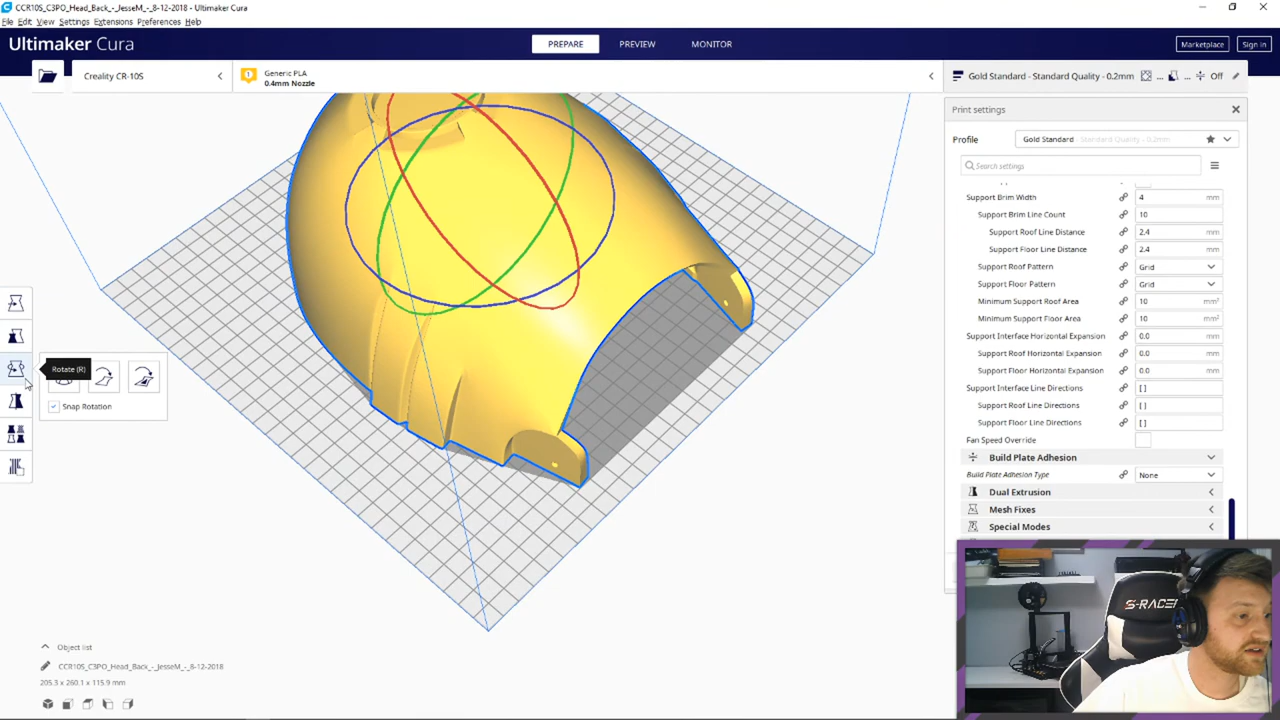 CCR10S_C3PO_Head_Back_-_JesseM_-_8-12-2018 - Ultimaker Cura
File Edit View Settings Extensions Preferences Help
Ultimaker Cura
PREPARE PREVIEW MONITOR
Marketplace Sign in
Creality CR-10S
1 Generic PLA
0.4mm Nozzle
Gold Standard - Standard Quality - 0.2mm ... ... Off
Print settings
Profile Gold Standard Standard Quality - 0.2mm
Search settings
Support Brim Width 4 mm
Support Brim Line Count 10
Support Roof Line Distance 2.4 mm
Support Floor Line Distance 2.4 mm
Support Roof Pattern Grid
Support Floor Pattern Grid
Minimum Support Roof Area 10 mm²
Minimum Support Floor Area 10 mm²
Support Interface Horizontal Expansion 0.0 mm
Support Roof Horizontal Expansion 0.0 mm
Support Floor Horizontal Expansion 0.0 mm
Support Interface Line Directions [ ]
Support Roof Line Directions [ ]
Support Floor Line Directions [ ]
Fan Speed Override
Build Plate Adhesion
Build Plate Adhesion Type None
Dual Extrusion
Mesh Fixes
Special Modes
Rotate (R)
Snap Rotation
S-RACER
Object list
CCR10S_C3PO_Head_Back_-_JesseM_-_8-12-2018
205.3 x 260.1 x 115.9 mm